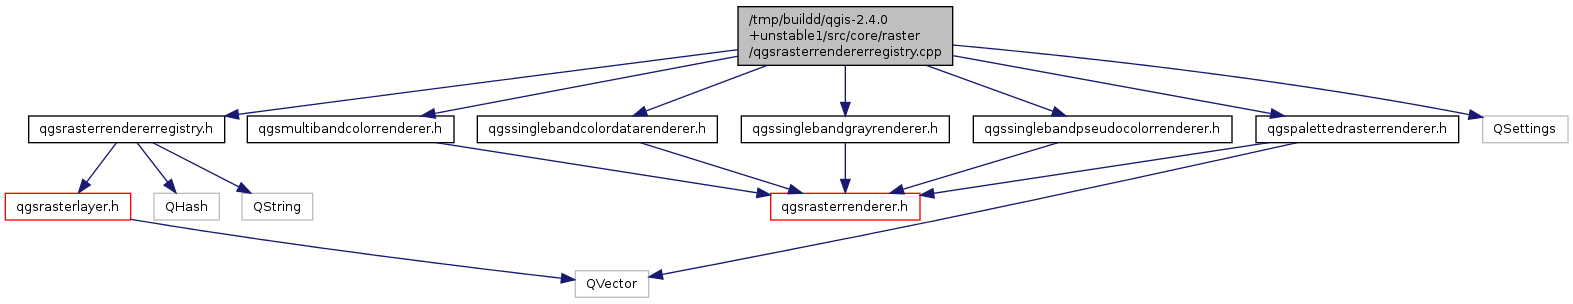 /tmp/buildd/qgis-2.4.0
+unstable1/src/core/raster
/qgsrasterrendererregistry.cpp
qgsrasterrendererregistry.h
qgsmultibandcolorrenderer.h
qgssinglebandcolordatarenderer.h
qgssinglebandgrayrenderer.h
qgssinglebandpseudocolorrenderer.h
qgspalettedrasterrenderer.h
QSettings
qgsrasterlayer.h
QHash
QString
qgsrasterrenderer.h
QVector